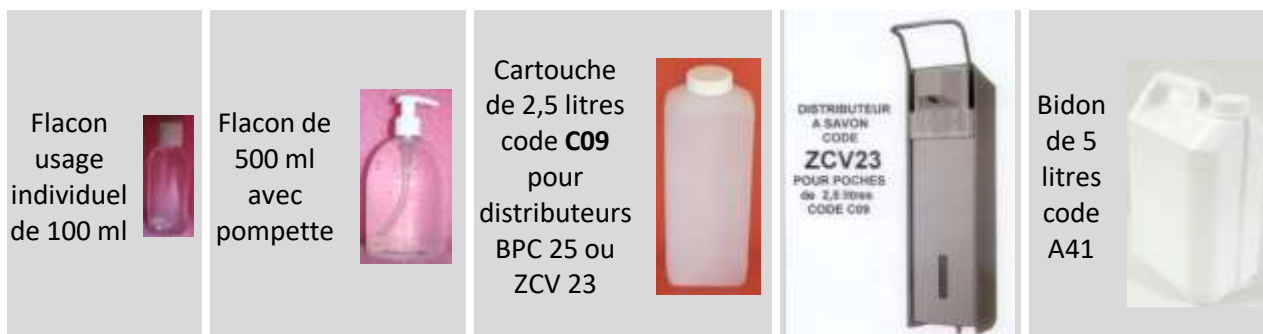 Flacon
usage
individuel
de 100 ml
Flacon de
500 ml
avec
pompette
Cartouche
de 2,5 litres
code C09
pour
distributeurs
BPC 25 ou
ZCV 23
DISTRIBUTEUR
A SAVON
CODE
ZCV23
POUR POCHES
de 2,5 litres
CODE C09
Bidon
de 5
litres
code
A41